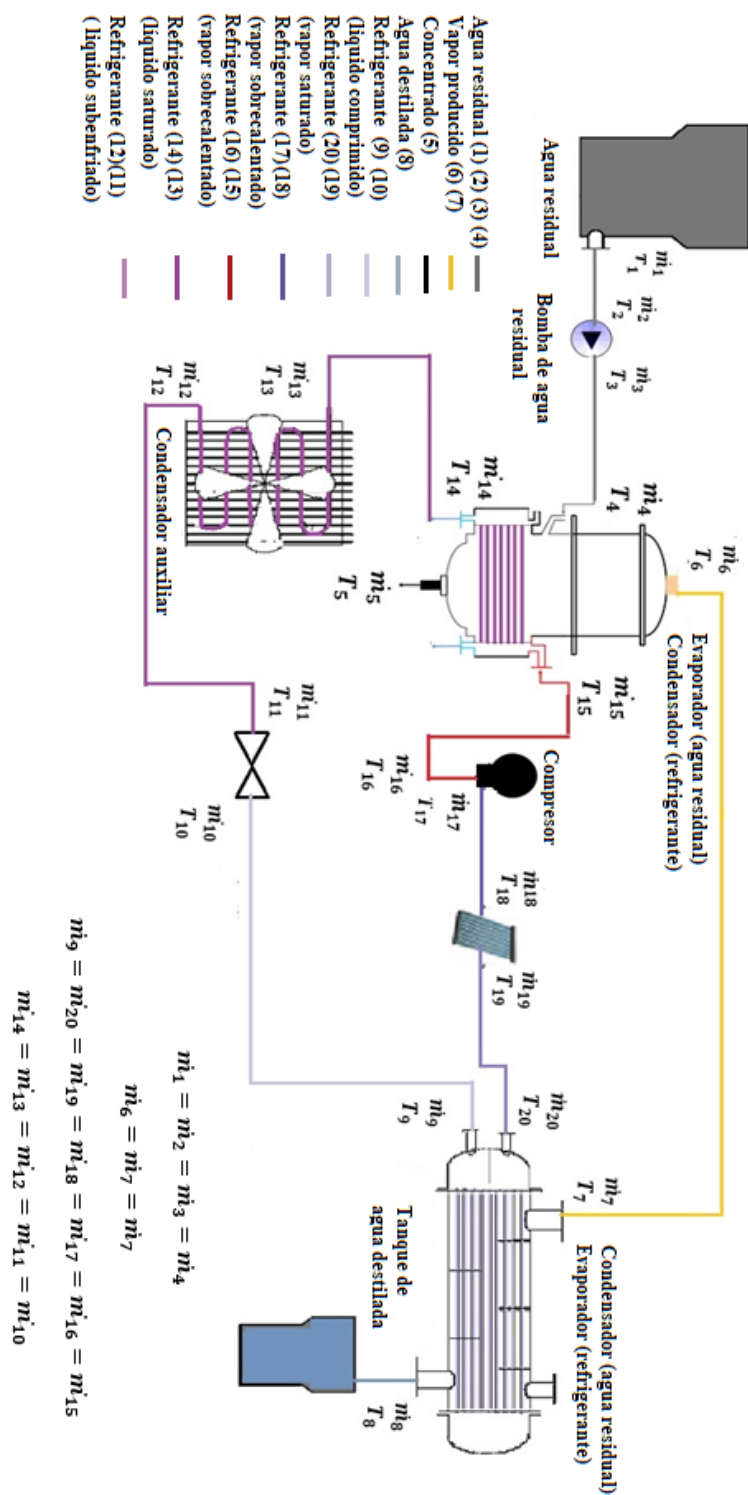 Agua residual
Bomba de agua
residual
Evaporador (agua residual)
Condensador (refrigerante)
Compresor
Condensador (agua residual)
Evaporador (refrigerante)
Tanque de
agua destilada
Condensador auxiliar
ṁ1
T1
ṁ2
T2
ṁ3
T3
ṁ4
T4
ṁ5
T5
ṁ6
T6
ṁ7
T7
ṁ8
T8
ṁ9
T9
ṁ10
T10
ṁ11
T11
ṁ12
T12
ṁ13
T13
ṁ14
T14
ṁ15
T15
ṁ16
T16
ṁ17
T17
ṁ18
T18
ṁ19
T19
ṁ20
T20
Agua residual (1) (2) (3) (4)
Vapor producido (6) (7)
Concentrado (5)
Agua destilada (8)
Refrigerante (9) (10)
(liquido comprimido)
Refrigerante (20) (19)
(vapor saturado)
Refrigerante (17)(18)
(vapor sobrecalentado)
Refrigerante (16) (15)
(vapor sobrecalentado)
Refrigerante (14) (13)
(líquido saturado)
Refrigerante (12)(11)
( liquido subenfriado)
ṁ1 = ṁ2 = ṁ3 = ṁ4
ṁ6 = ṁ7 = ṁ7
ṁ9 = ṁ20 = ṁ19 = ṁ18 = ṁ17 = ṁ16 = ṁ15
ṁ14 = ṁ13 = ṁ12 = ṁ11 = ṁ10